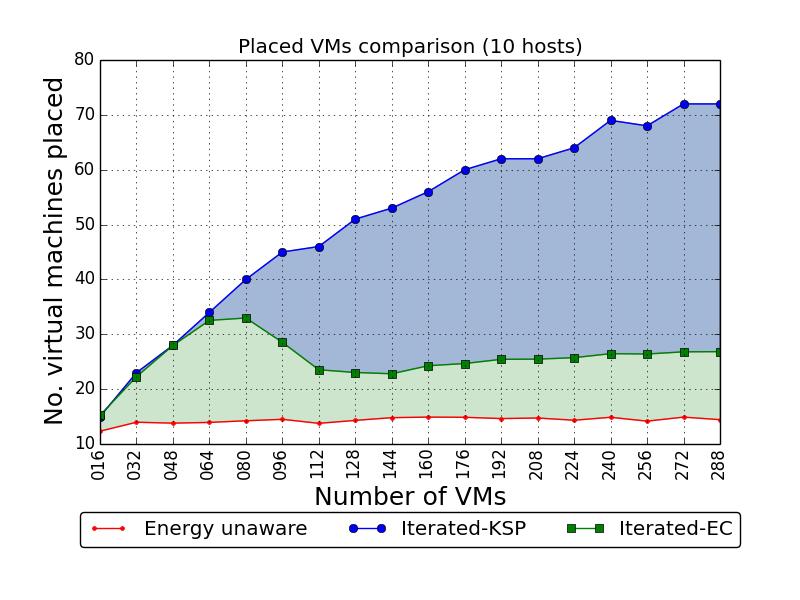 Placed VMs comparison (10 hosts)
No. virtual machines placed
80
70
60
50
40
30
20
10
016 032 048 064 080 096 112 128 144 160 176 192 208 224 240 256 272 288
Number of VMs
Energy unaware Iterated-KSP Iterated-EC